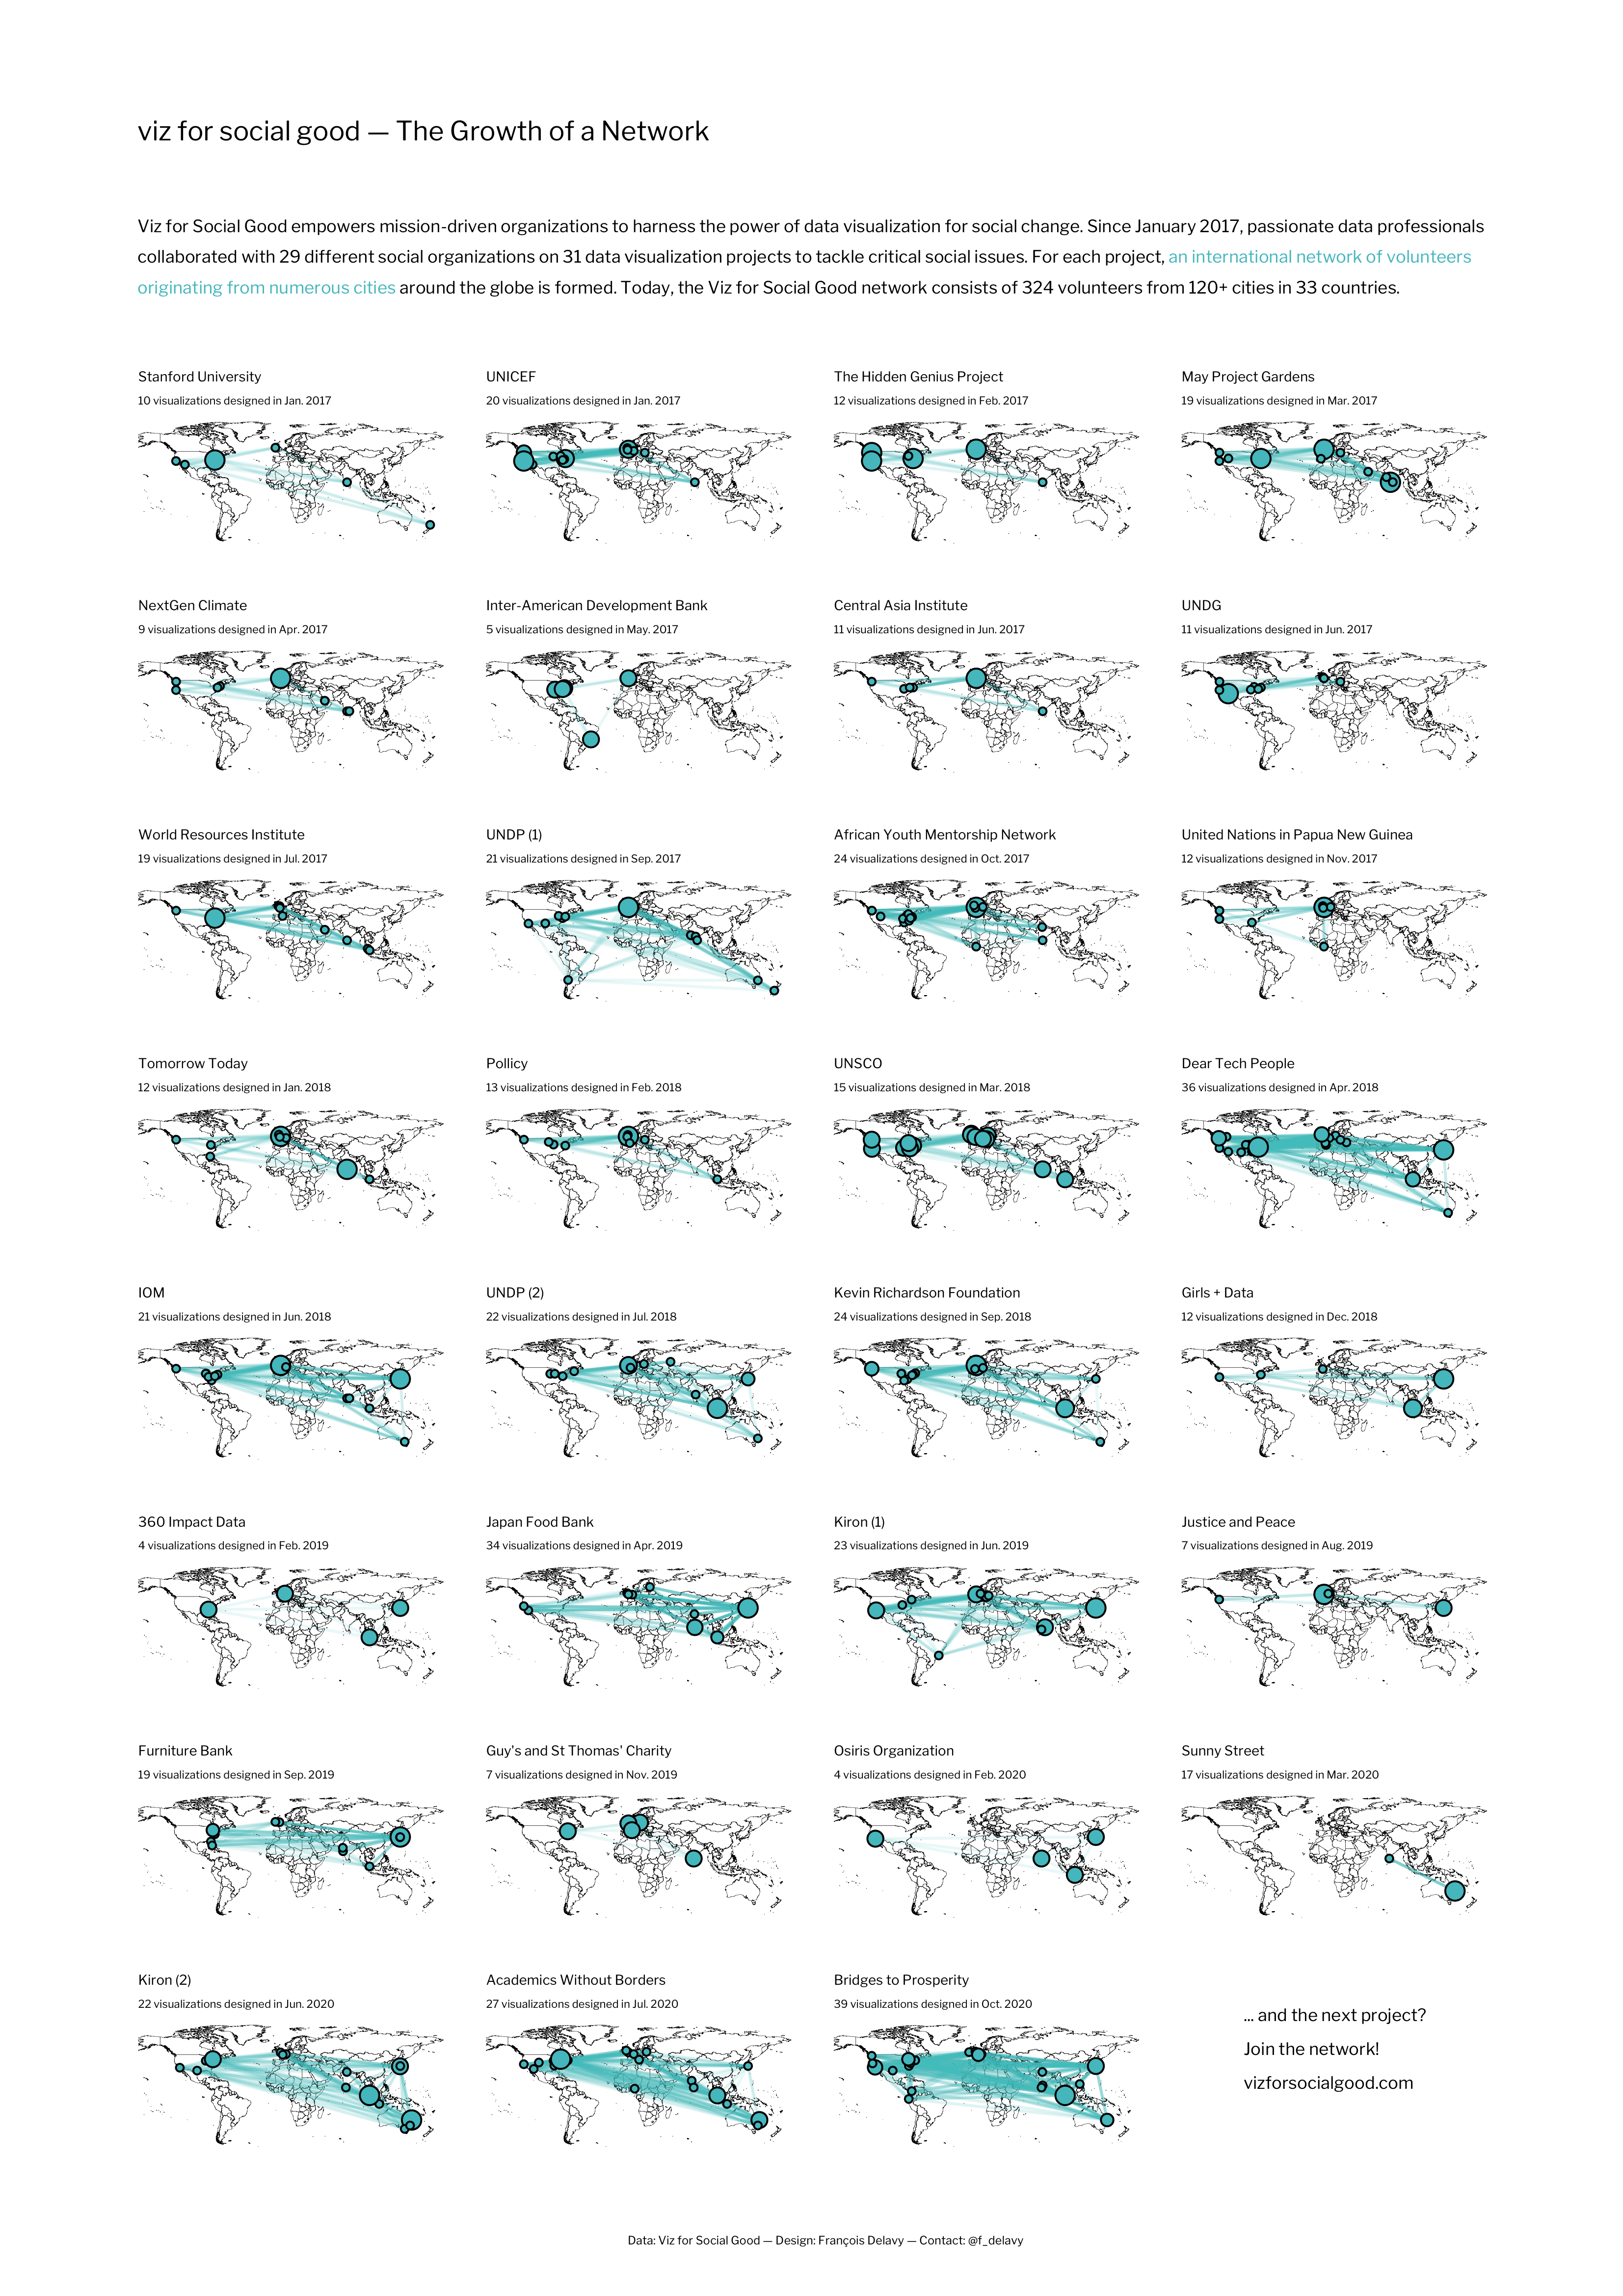 viz for social good — The Growth of a Network
Viz for Social Good empowers mission-driven organizations to harness the power of data visualization for social change. Since January 2017, passionate data professionals
collaborated with 29 different social organizations on 31 data visualization projects to tackle critical social issues. For each project, an international network of volunteers
originating from numerous cities around the globe is formed. Today, the Viz for Social Good network consists of 324 volunteers from 120+ cities in 33 countries.
Stanford University
10 visualizations designed in Jan. 2017
UNICEF
20 visualizations designed in Jan. 2017
The Hidden Genius Project
12 visualizations designed in Feb. 2017
May Project Gardens
19 visualizations designed in Mar. 2017
NextGen Climate
9 visualizations designed in Apr. 2017
Inter-American Development Bank
5 visualizations designed in May. 2017
Central Asia Institute
11 visualizations designed in Jun. 2017
UNDG
11 visualizations designed in Jun. 2017
World Resources Institute
19 visualizations designed in Jul. 2017
UNDP (1)
21 visualizations designed in Sep. 2017
African Youth Mentorship Network
24 visualizations designed in Oct. 2017
United Nations in Papua New Guinea
12 visualizations designed in Nov. 2017
Tomorrow Today
12 visualizations designed in Jan. 2018
Pollicy
13 visualizations designed in Feb. 2018
UNSCO
15 visualizations designed in Mar. 2018
Dear Tech People
36 visualizations designed in Apr. 2018
IOM
21 visualizations designed in Jun. 2018
UNDP (2)
22 visualizations designed in Jul. 2018
Kevin Richardson Foundation
24 visualizations designed in Sep. 2018
Girls + Data
12 visualizations designed in Dec. 2018
360 Impact Data
4 visualizations designed in Feb. 2019
Japan Food Bank
34 visualizations designed in Apr. 2019
Kiron (1)
23 visualizations designed in Jun. 2019
Justice and Peace
7 visualizations designed in Aug. 2019
Furniture Bank
19 visualizations designed in Sep. 2019
Guy's and St Thomas' Charity
7 visualizations designed in Nov. 2019
Osiris Organization
4 visualizations designed in Feb. 2020
Sunny Street
17 visualizations designed in Mar. 2020
Kiron (2)
22 visualizations designed in Jun. 2020
Academics Without Borders
27 visualizations designed in Jul. 2020
Bridges to Prosperity
39 visualizations designed in Oct. 2020
... and the next project?
Join the network!
vizforsocialgood.com
Data: Viz for Social Good — Design: François Delavy — Contact: @f_delavy